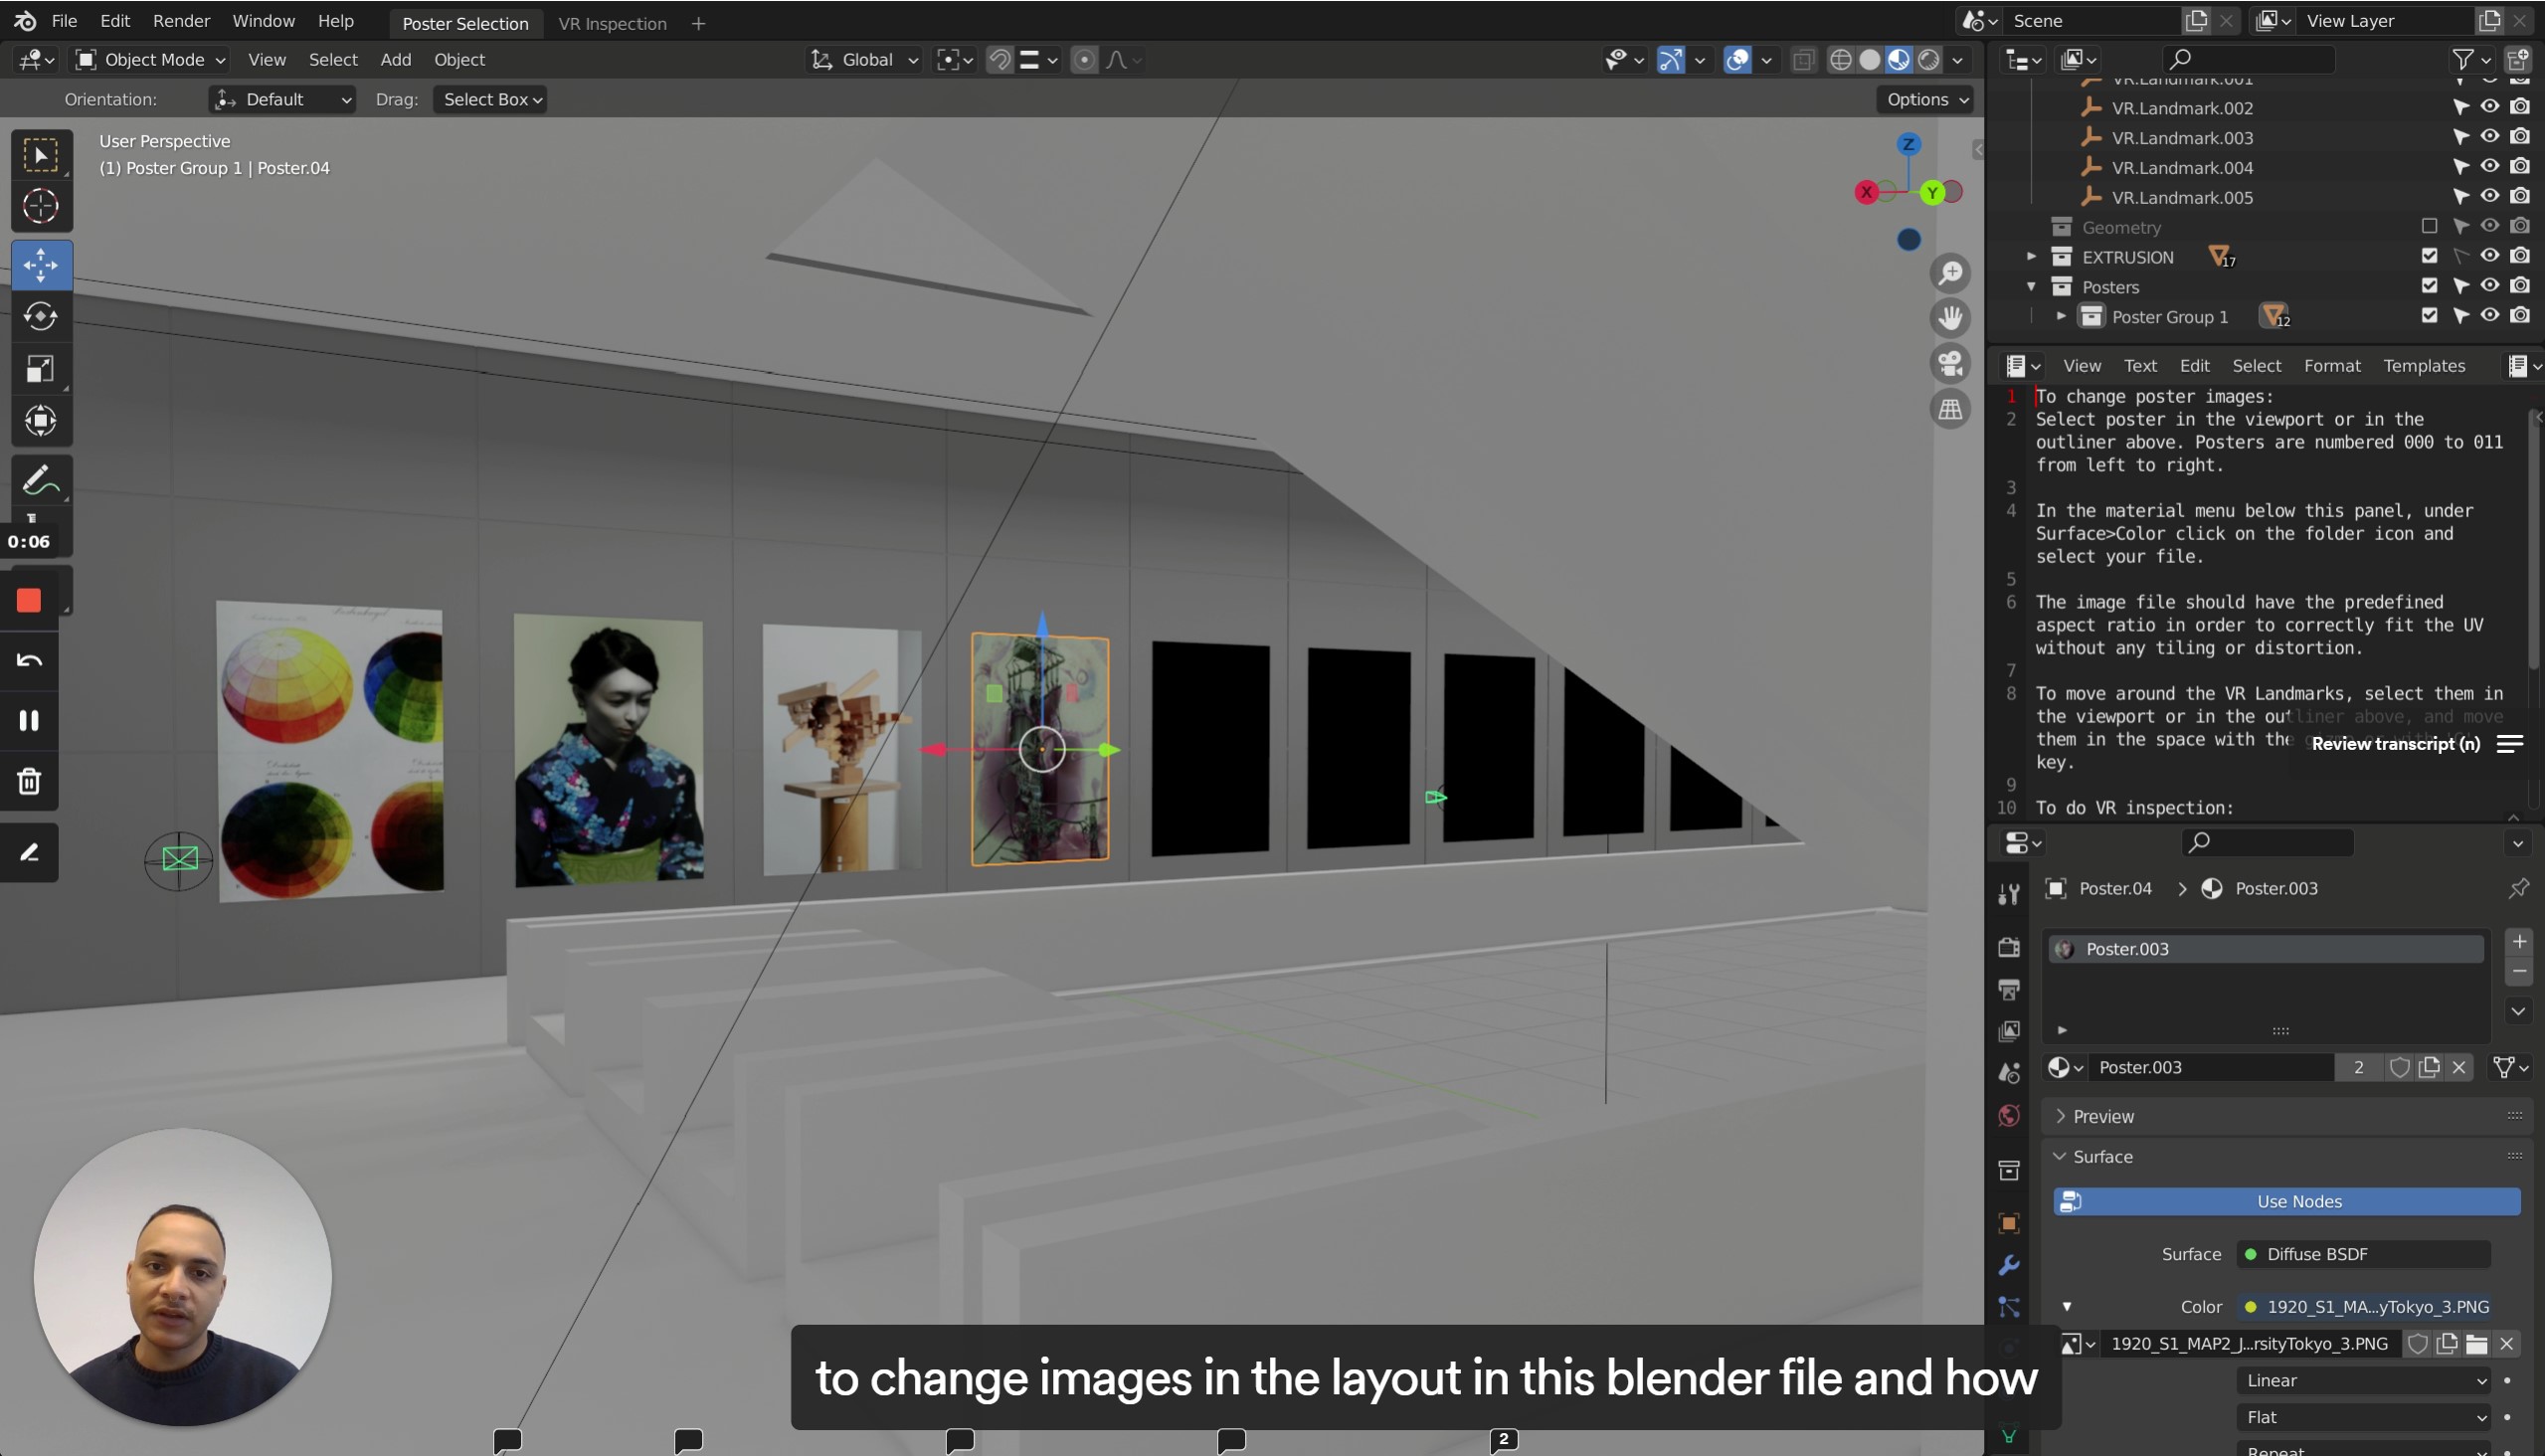 File Edit Render Window Help Poster Selection VR Inspection + Scene View Layer
Object Mode View Select Add Object Global
Orientation: Default Drag: Select Box Options
User Perspective
(1) Poster Group 1 | Poster.04
Z
X
Y
VR.Landmark.001
VR.Landmark.002
VR.Landmark.003
VR.Landmark.004
VR.Landmark.005
Geometry
EXTRUSION 17
Posters
Poster Group 1 12
View Text Edit Select Format Templates
1 To change poster images:
2 Select poster in the viewport or in the
outliner above. Posters are numbered 000 to 011
from left to right.
3
4 In the material menu below this panel, under
Surface>Color click on the folder icon and
select your file.
5
6 The image file should have the predefined
aspect ratio in order to correctly fit the UV
without any tiling or distortion.
7
8 To move around the VR Landmarks, select them in
the viewport or in the outliner above, and move
them in the space with the
key.
9
10 To do VR inspection:
Review transcript (n)
0:06
Poster.04 > Poster.003
Poster.003
Poster.003 2
Preview
Surface
Use Nodes
Surface Diffuse BSDF
Color 1920_S1_MA...yTokyo_3.PNG
1920_S1_MAP2_J...rsityTokyo_3.PNG
Linear
Flat
Repeat
to change images in the layout in this blender file and how
2